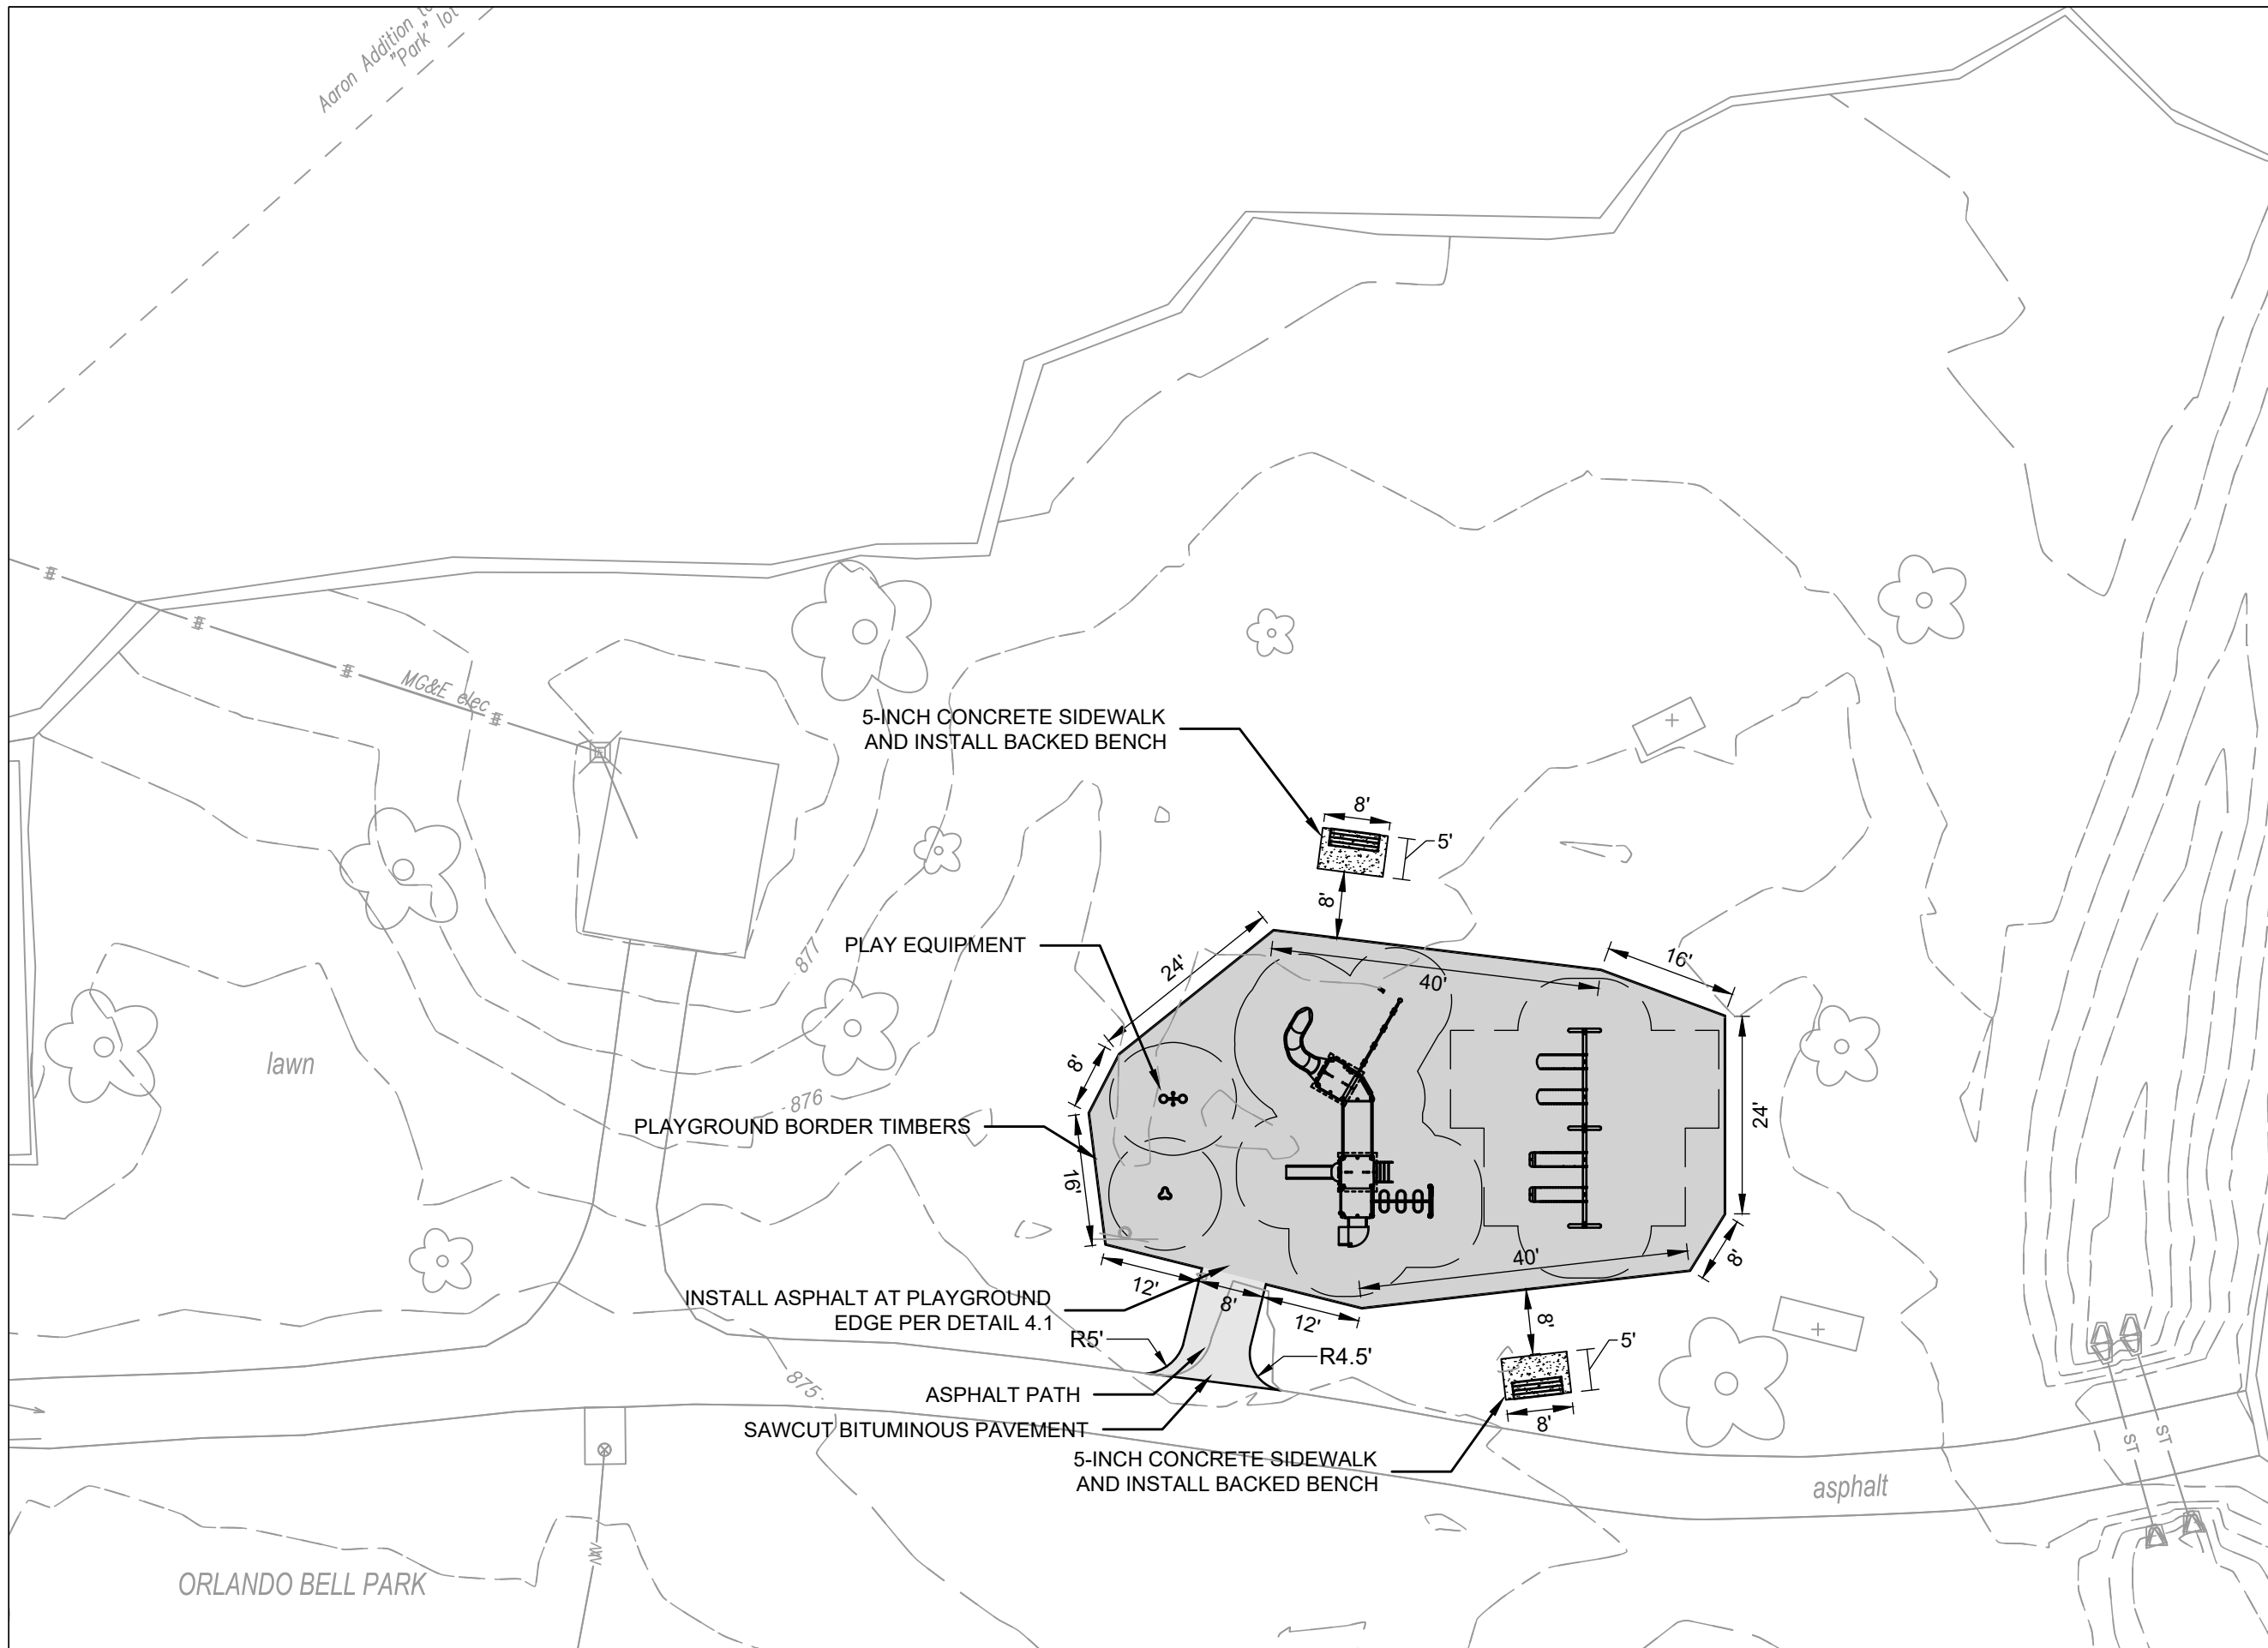 Aaron Addition to
"Park" lot
MG&E elec
5-INCH CONCRETE SIDEWALK
AND INSTALL BACKED BENCH
8'
5'
8'
PLAY EQUIPMENT
877
24'
40'
16'
lawn
8'
876
PLAYGROUND BORDER TIMBERS
24'
16'
12'
8'
12'
40'
8'
INSTALL ASPHALT AT PLAYGROUND
EDGE PER DETAIL 4.1
R5'
R4.5'
8'
5'
875
ASPHALT PATH
SAWCUT BITUMINOUS PAVEMENT
8'
5-INCH CONCRETE SIDEWALK
AND INSTALL BACKED BENCH
ST
ST
asphalt
ORLANDO BELL PARK